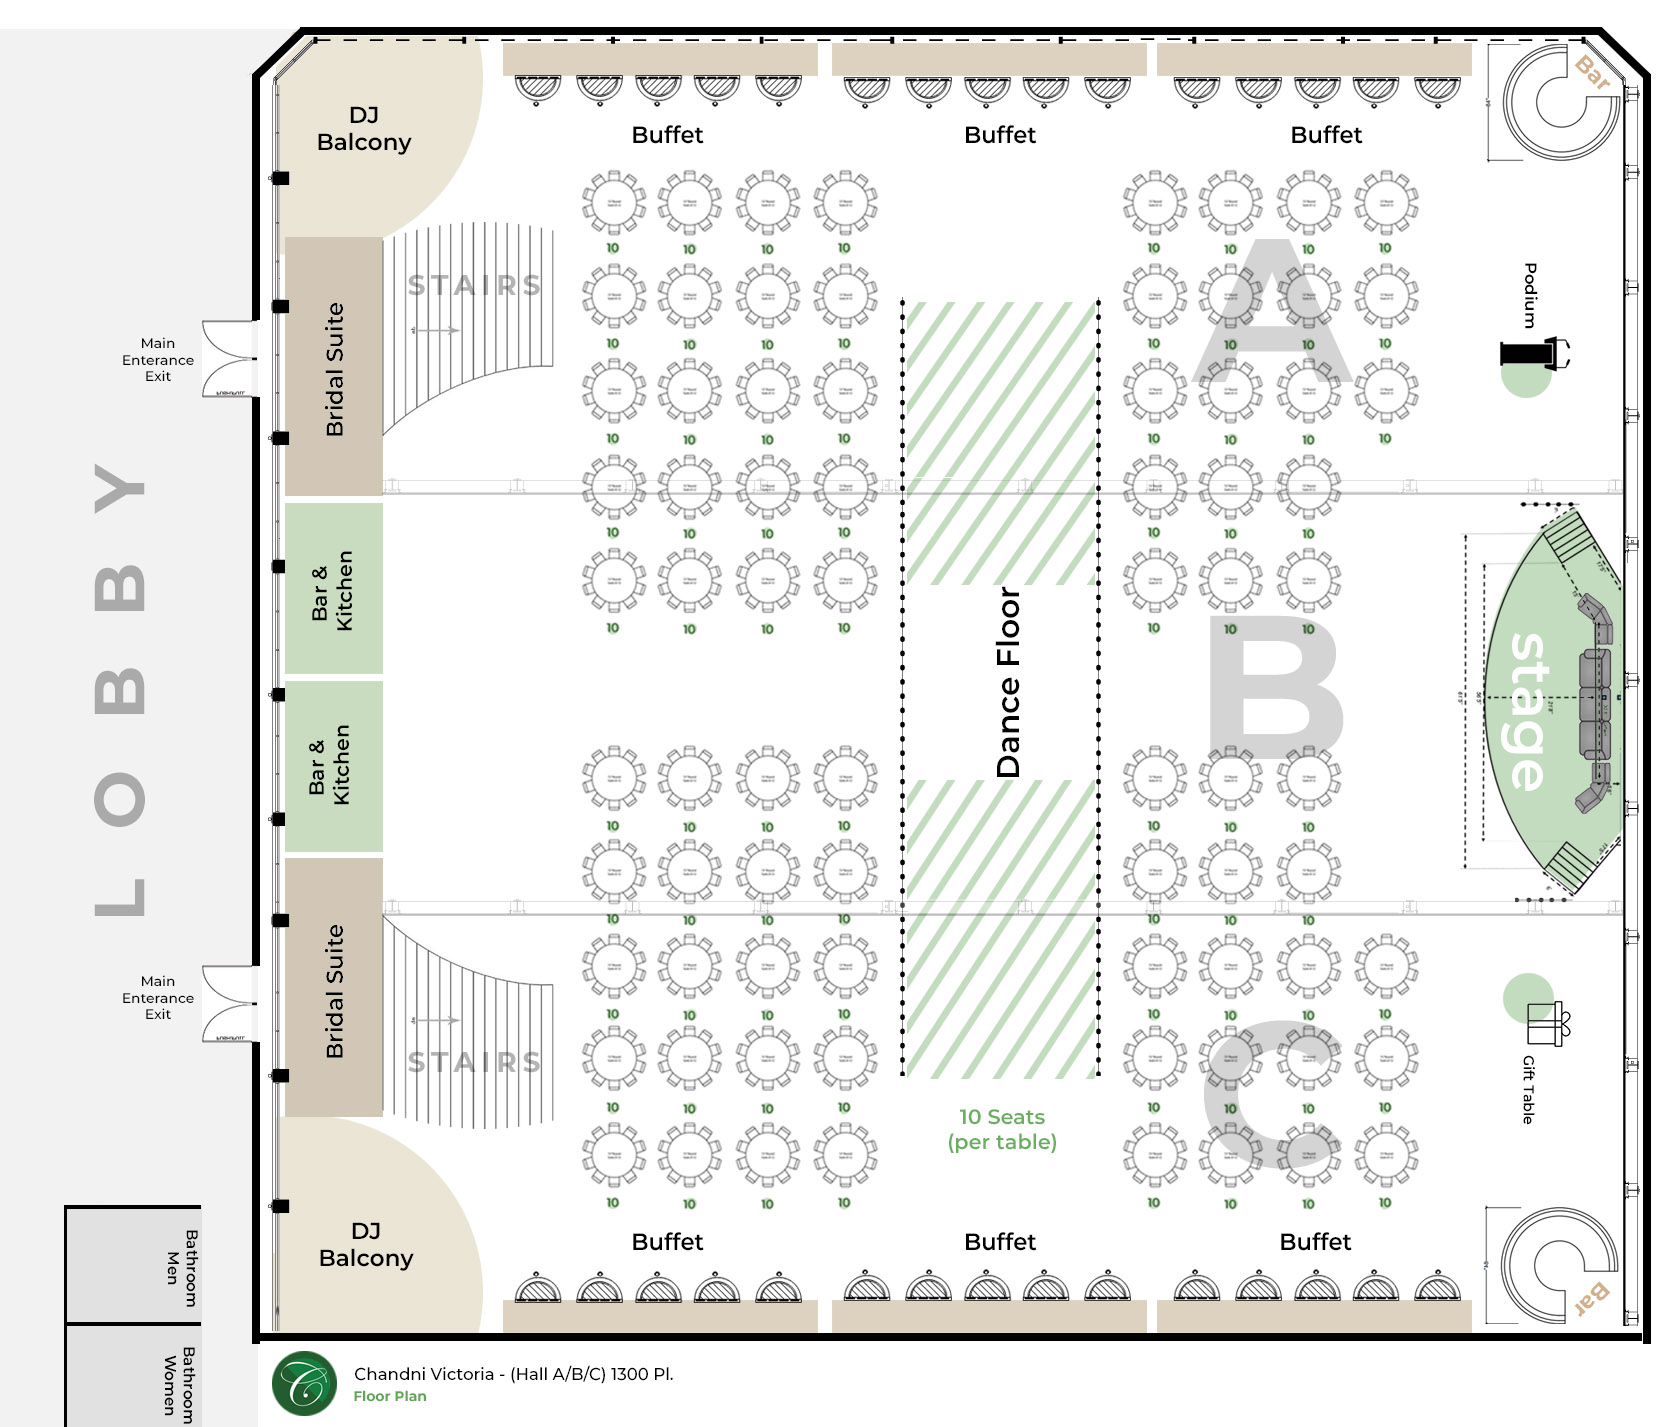 DJ
Balcony
Buffet
Buffet
Buffet
Bar
10 10 10 10 10 10 10 10
STAIRS
A
Podium
10 10 10 10 10 10 10 10
Main
Enterance
Exit
Bridal Suite
10 10 10 10 10 10 10 10
LOBBY
10 10 10 10 10 10 10
Bar &
Kitchen
10 10 10 10 10 10 10
Dance Floor
B
stage
Bar &
Kitchen
10 10 10 10 10 10 10
10 10 10 10 10 10 10
Main
Enterance
Exit
Bridal Suite
10 10 10 10 10 10 10 10
STAIRS
C
Gift Table
10 10 10 10 10 10 10 10
10 Seats
(per table)
10 10 10 10 10 10 10 10
DJ
Balcony
Buffet
Buffet
Buffet
Bar
Bathroom
Men
Bathroom
Women
Chandni Victoria - (Hall A/B/C) 1300 Pl.
Floor Plan